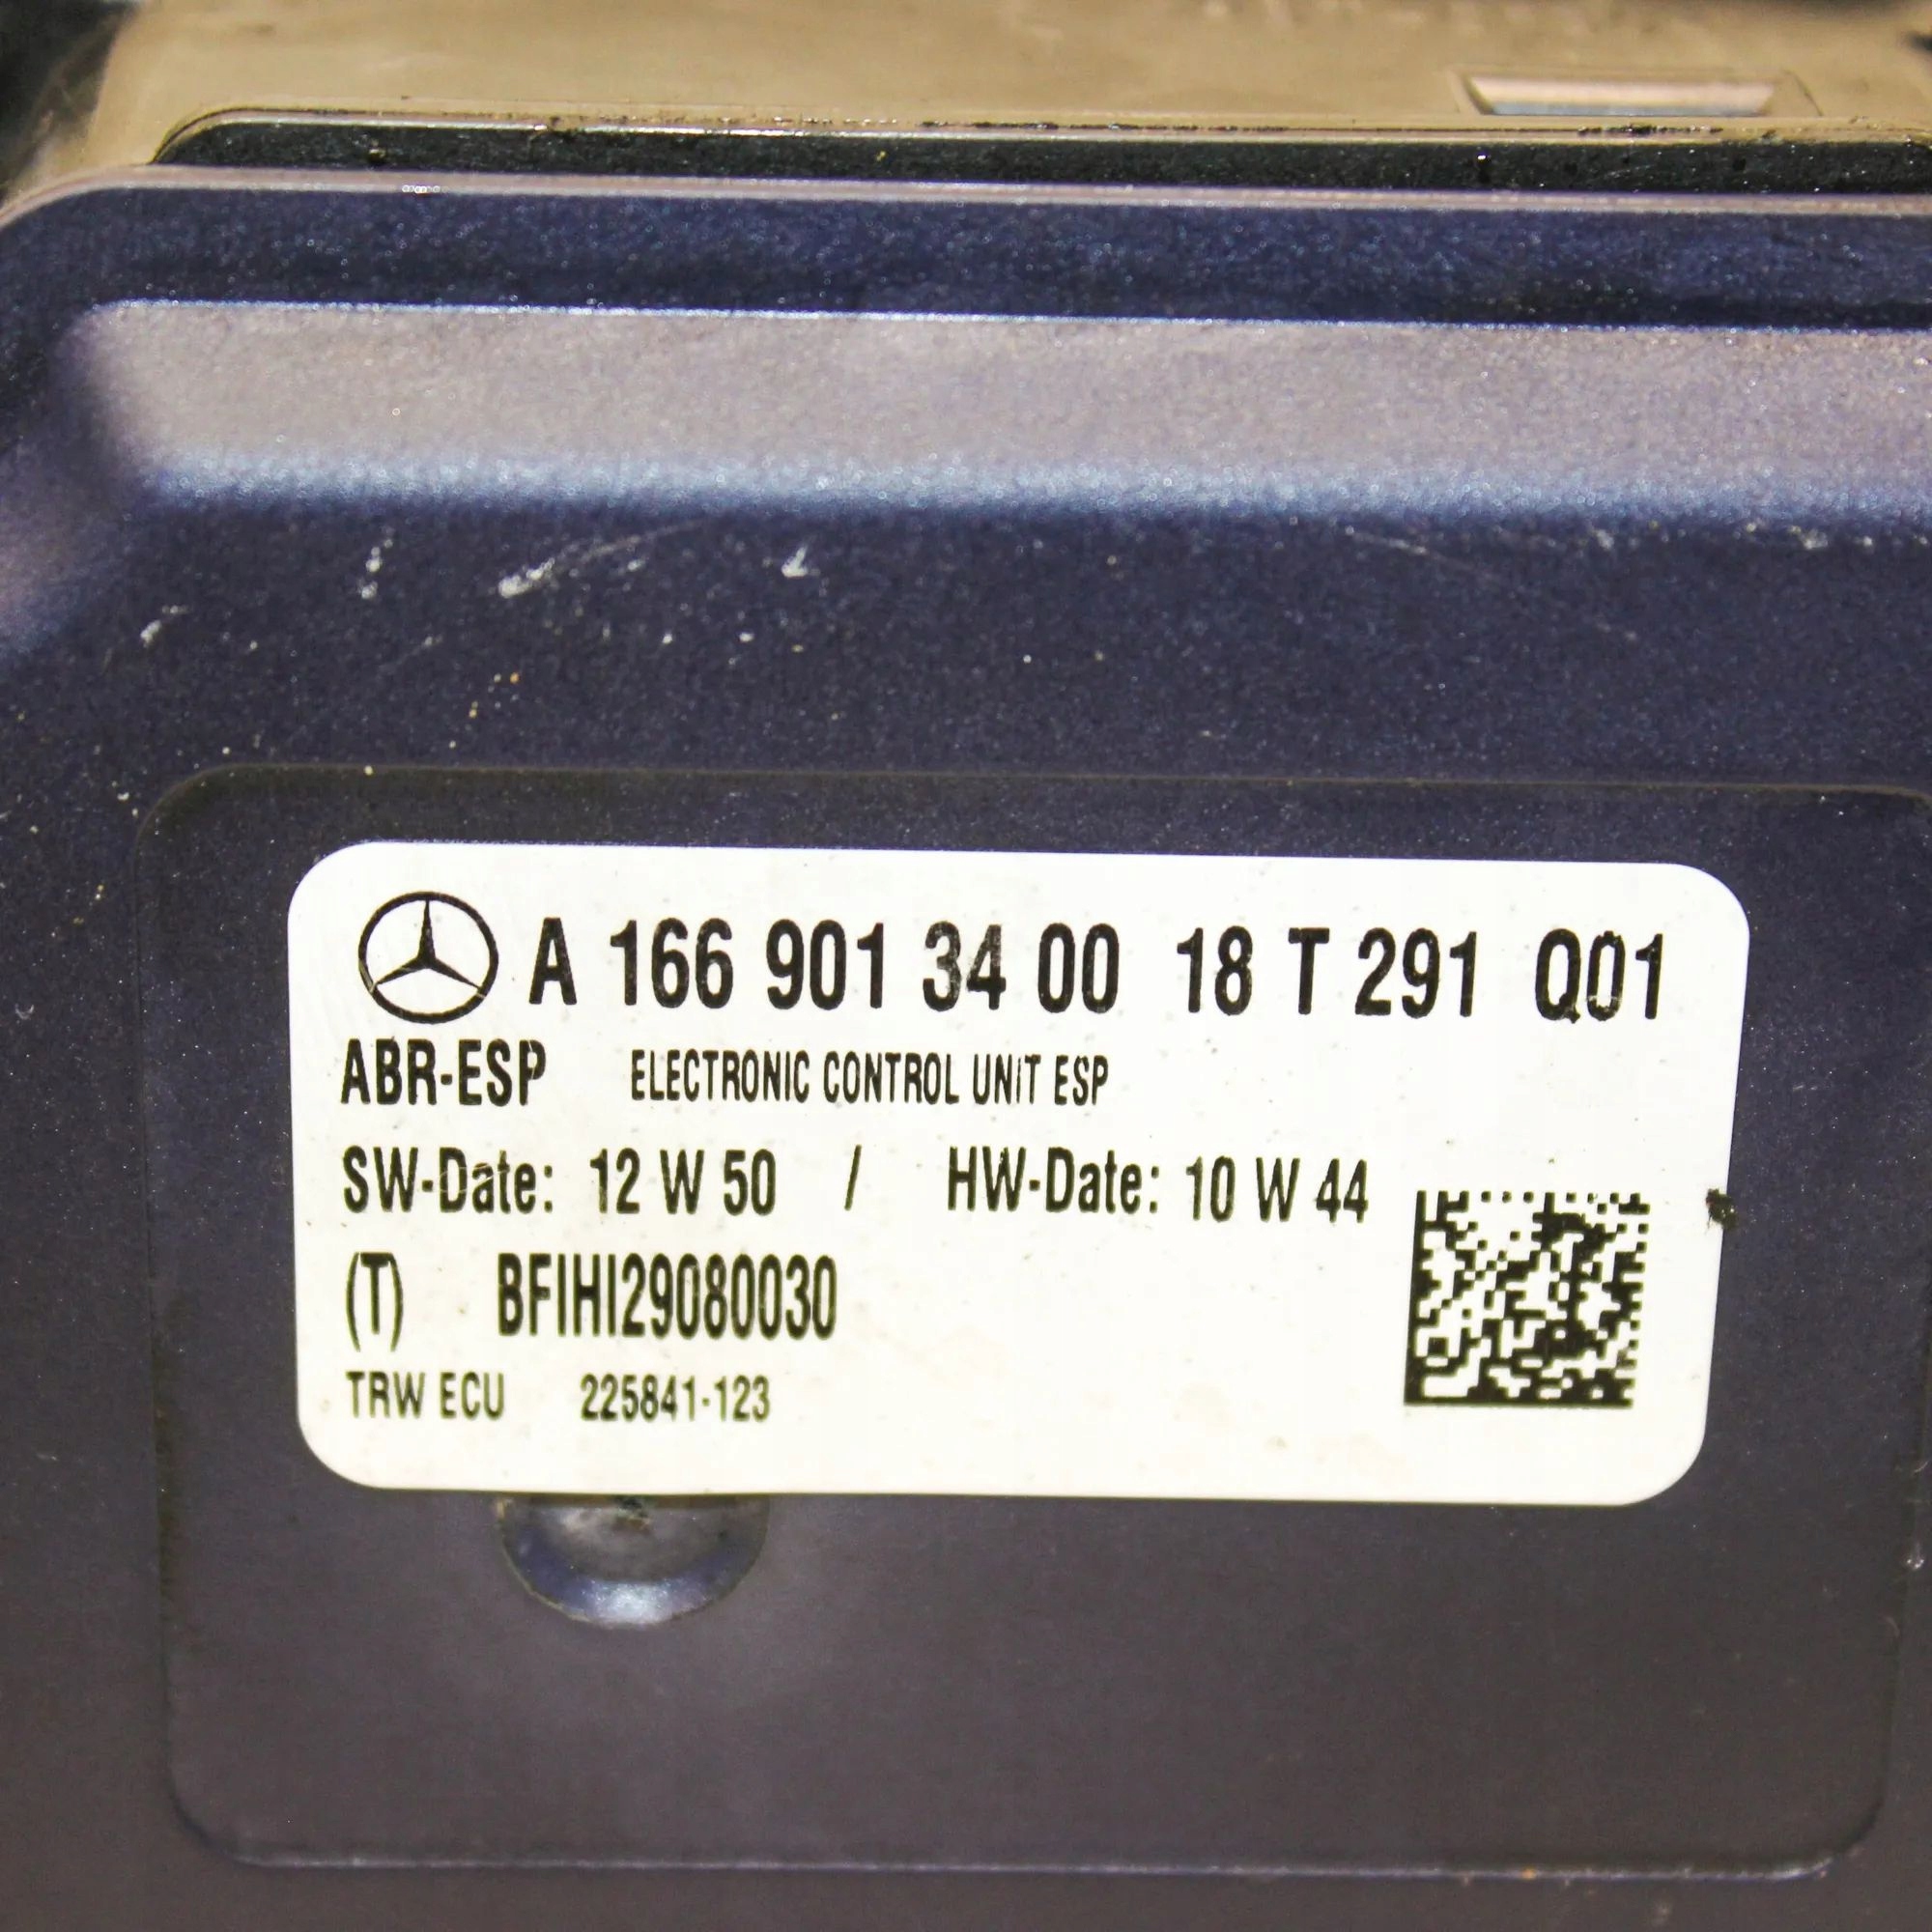 A 166 901 34 00 18 T 291 Q01
ABR-ESP ELECTRONIC CONTROL UNIT ESP
SW-Date: 12 W 50 / HW-Date: 10 W 44
(T) BFIHI29080030
TRW ECU 225841-123